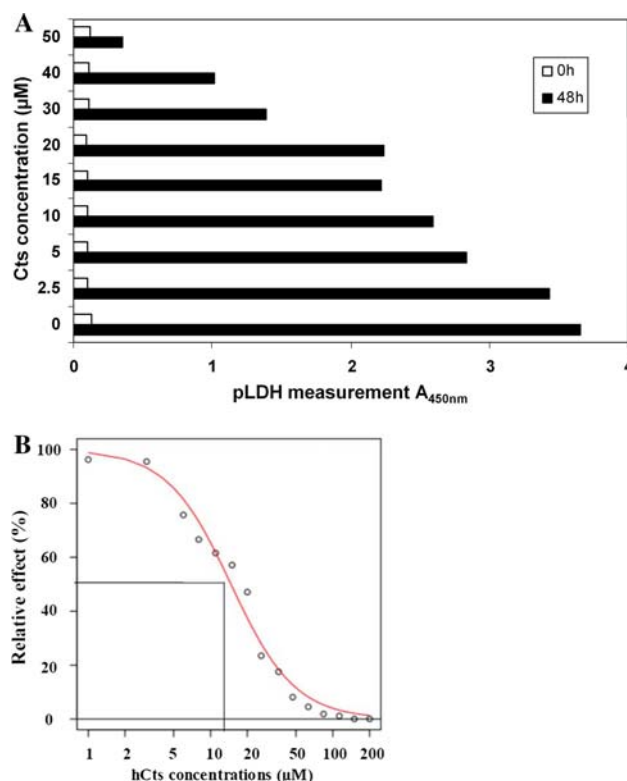 A
Cts concentration (µM)
50
40
30
20
15
10
5
2.5
0
0h
48h
0 1 2 3 4
pLDH measurement A450nm
B
Relative effect (%)
100
80
60
40
20
0
1 2 5 10 20 50 100 200
hCts concentrations (µM)